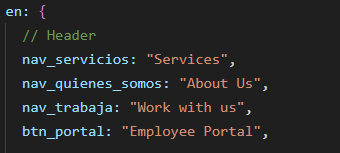 en: {
// Header
nav_servicios: "Services",
nav_quienes_somos: "About Us",
nav_trabaja: "Work with us",
btn_portal: "Employee Portal",